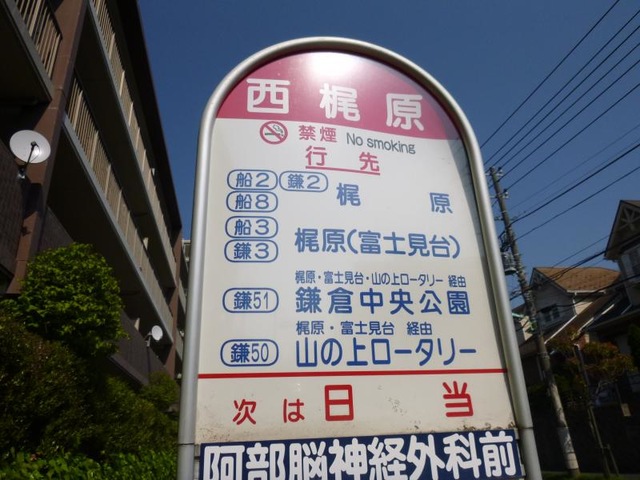 西梶原
禁煙 No smoking
行先
船2 鎌2 梶原
船8
船3 梶原(富士見台)
鎌3
梶原・富士見台・山の上ロータリー 経由
鎌51 鎌倉中央公園
梶原・富士見台 経由
鎌50 山の上ロータリー
次は日当
阿部脳神経外科前